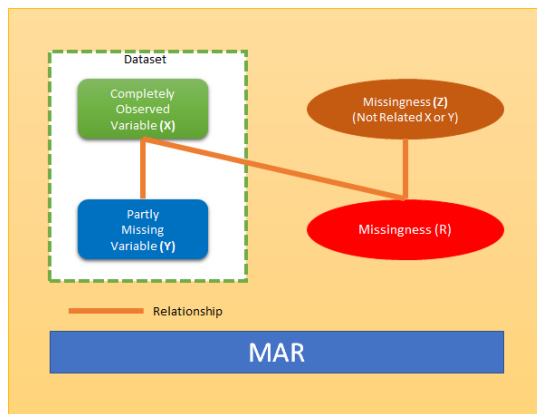 Dataset
Completely
Observed
Variable (X)
Missingness (Z)
(Not Related X or Y)
Partly
Missing
Variable (Y)
Missingness (R)
Relationship
MAR